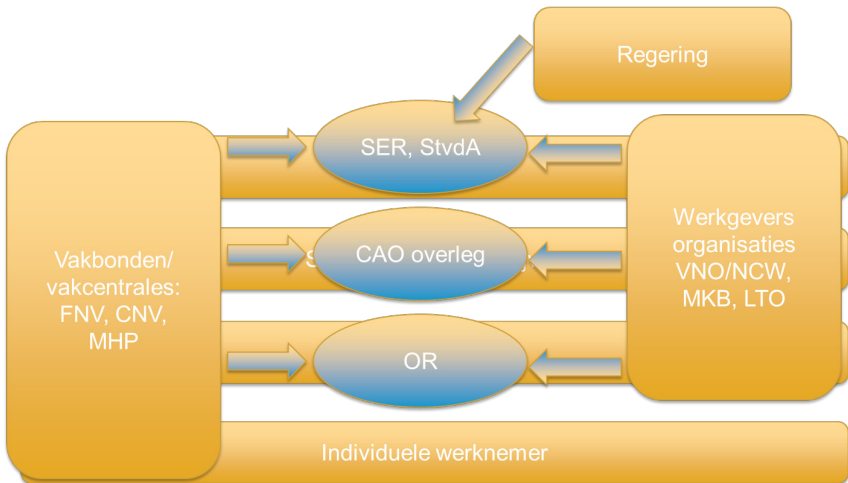 Regering
SER, StvdA
Vakbonden/
vakcentrales:
FNV, CNV,
MHP
CAO overleg
Werkgevers
organisaties
VNO/NCW,
MKB, LTO
OR
Individuele werknemer